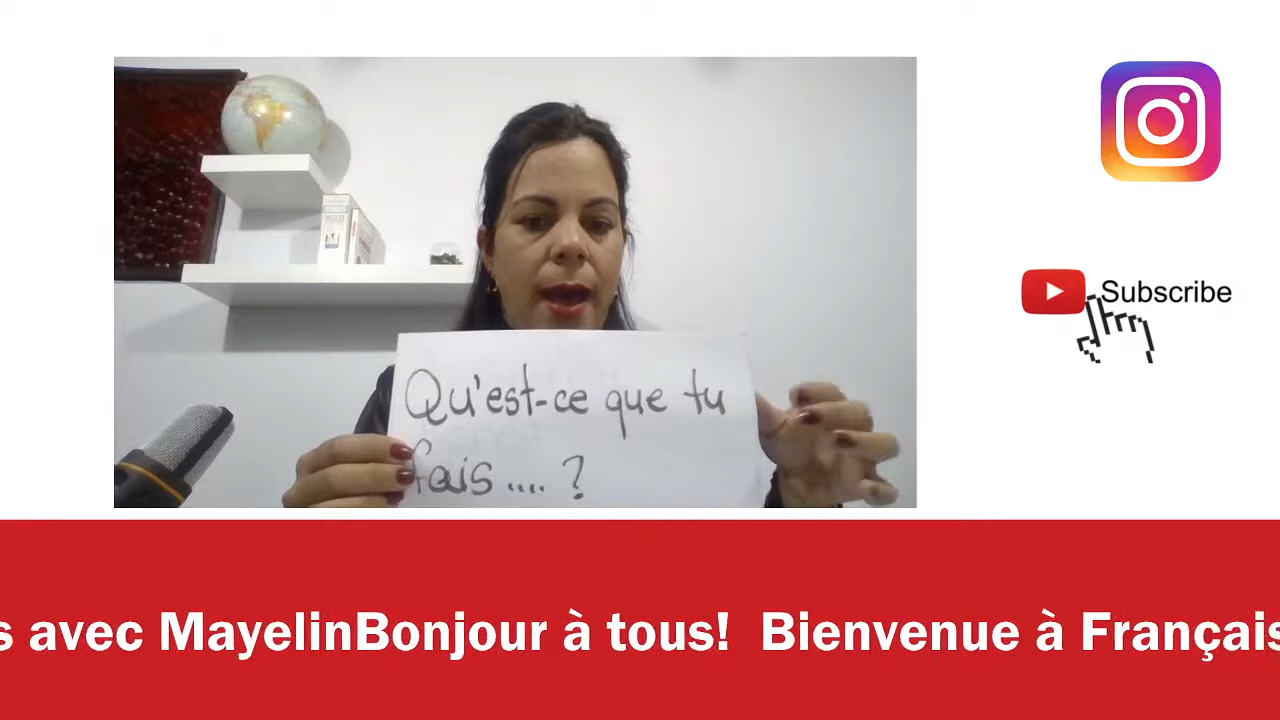 Qu'est-ce que tu
fais....?
Subscribe
s avec MayelinBonjour à tous!  Bienvenue à Français